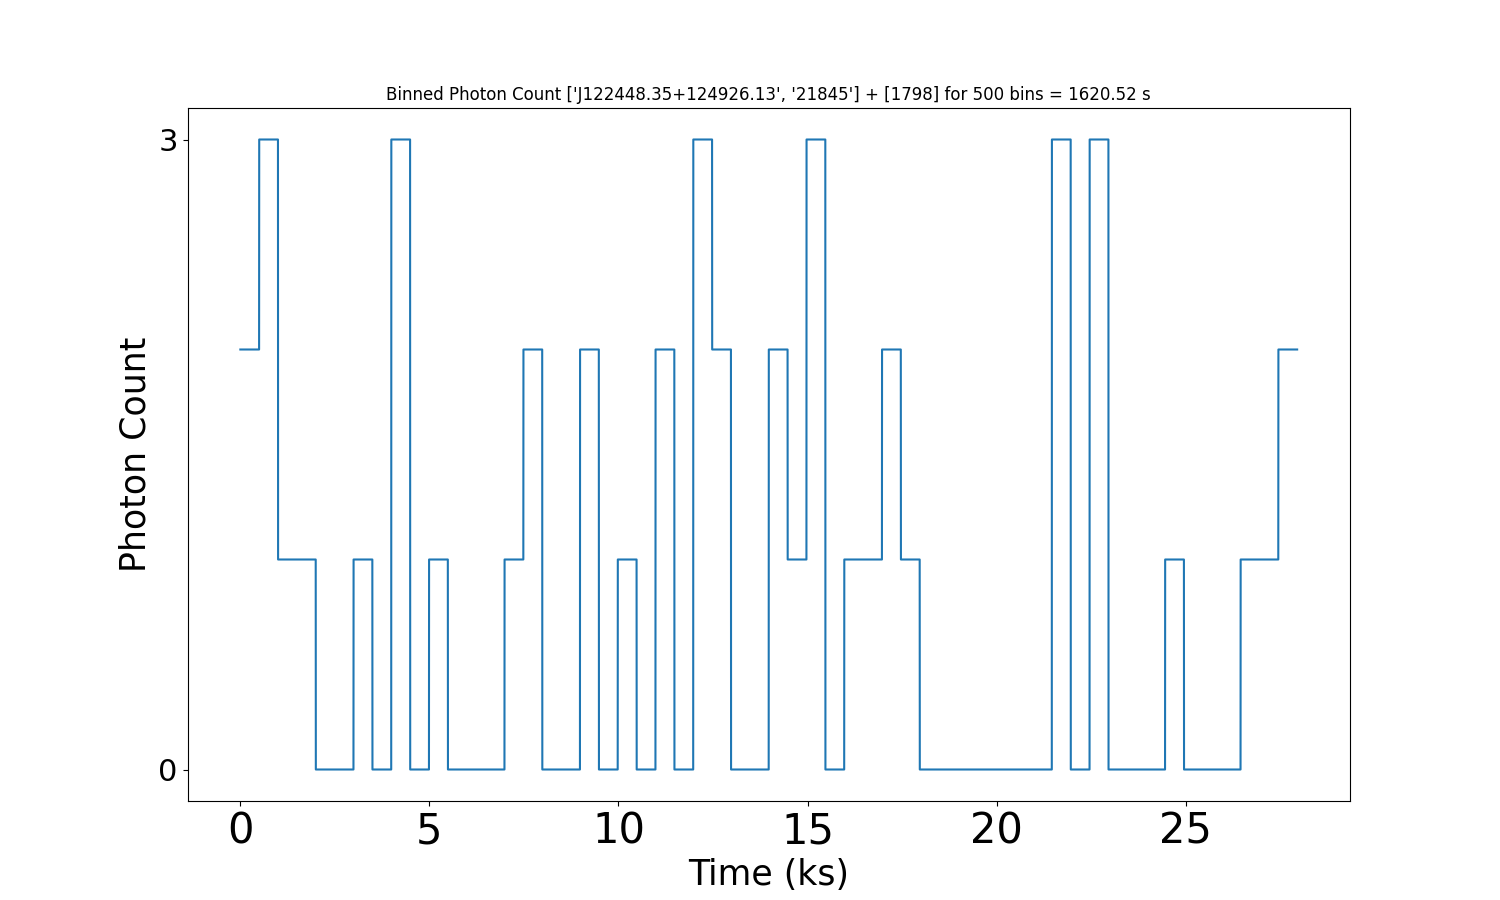 Binned Photon Count ['J122448.35+124926.13', '21845'] + [1798] for 500 bins = 1620.52 s
3
Photon Count
0
0 5 10 15 20 25
Time (ks)